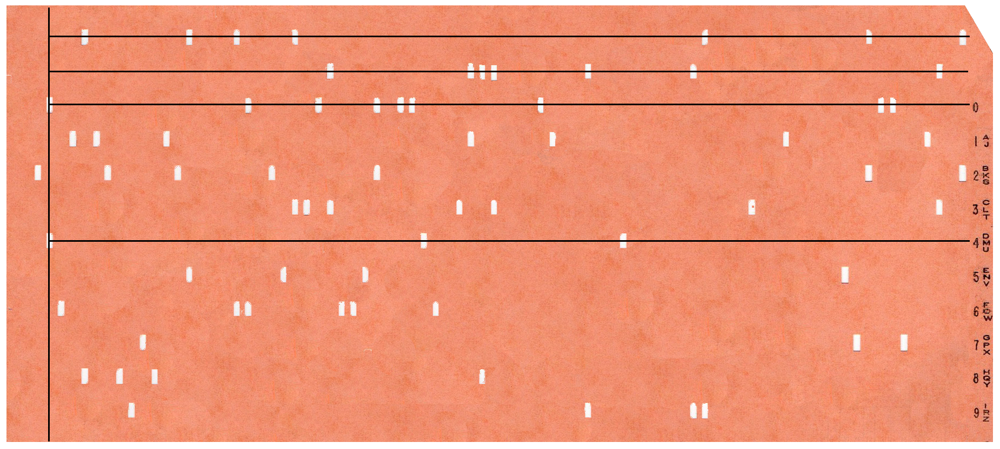 0
1 A J
2 B K S
3 C L T
4 D M U
5 E N V
6 F O W
7 G P X
8 H Q Y
9 I R Z